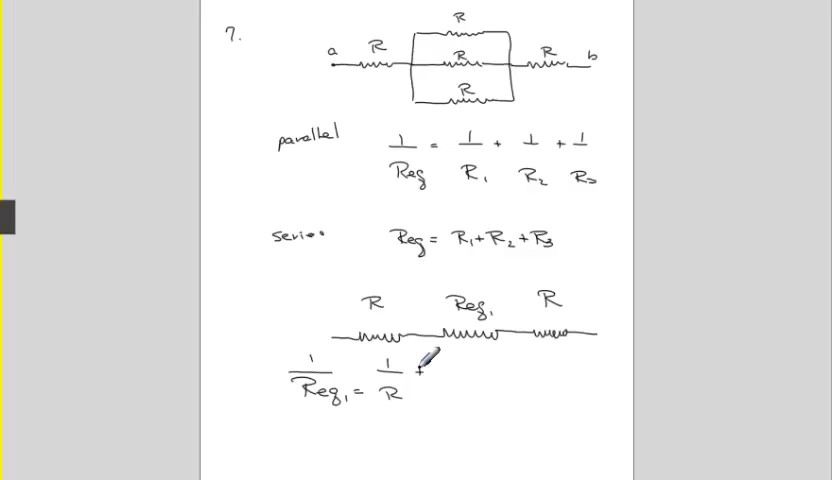 7.
R
a R R R b
R
parallel 1/Req = 1/R1 + 1/R2 + 1/R3
series Req = R1+R2+R3
R Req1 R
1/Req1 = 1/R +